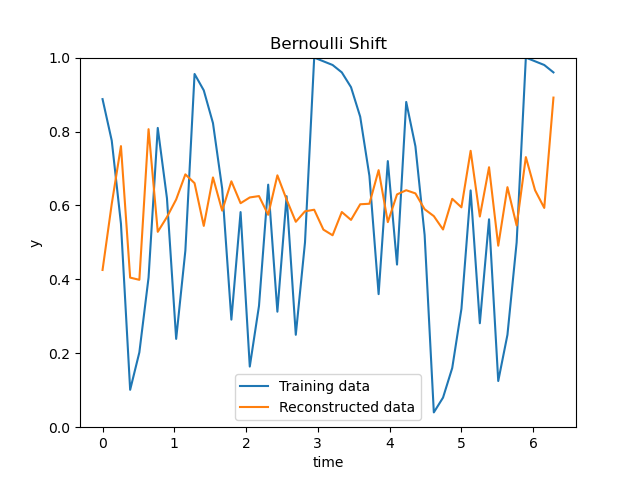 Bernoulli Shift
1.0
0.8
0.6
0.4
0.2
0.0
y
Training data
Reconstructed data
0 1 2 3 4 5 6
time